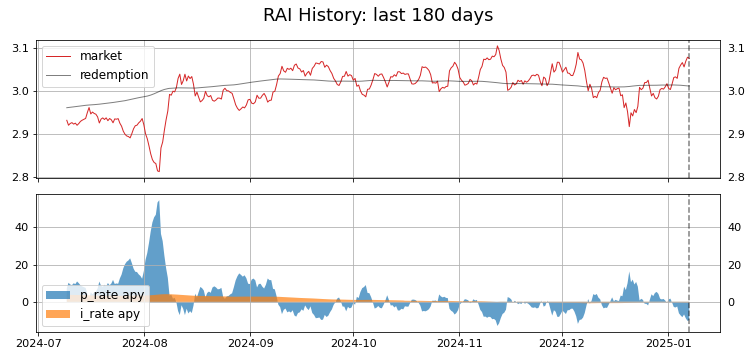 RAI History: last 180 days
3.1
3.0
2.9
2.8
market
redemption
3.1
3.0
2.9
2.8
40
20
0
p_rate apy
i_rate apy
40
20
0
2024-07 2024-08 2024-09 2024-10 2024-11 2024-12 2025-01